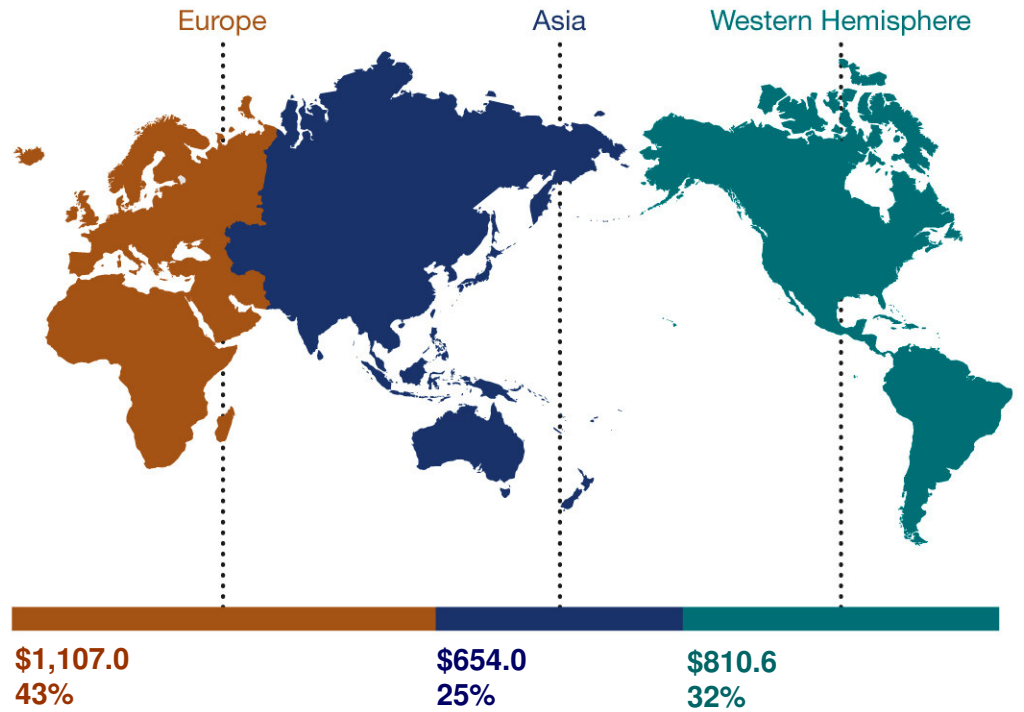 Europe
Asia
Western Hemisphere
$1,107.0
43%
$654.0
25%
$810.6
32%